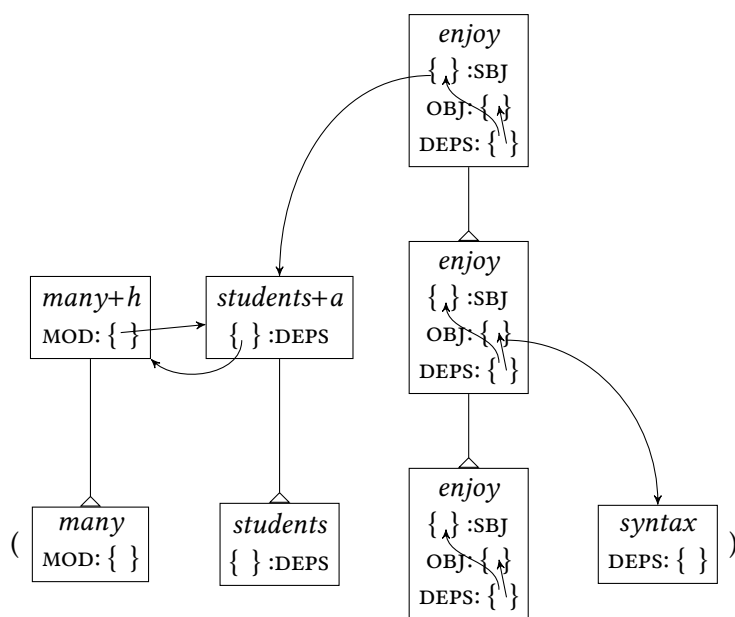 enjoy
{ } :SBJ
OBJ: { }
DEPS: { }
many+h
MOD: { }
students+a
{ } :DEPS
enjoy
{ } :SBJ
OBJ: { }
DEPS: { }
( many
MOD: { }
students
{ } :DEPS
enjoy
{ } :SBJ
OBJ: { }
DEPS: { }
syntax
DEPS: { } )